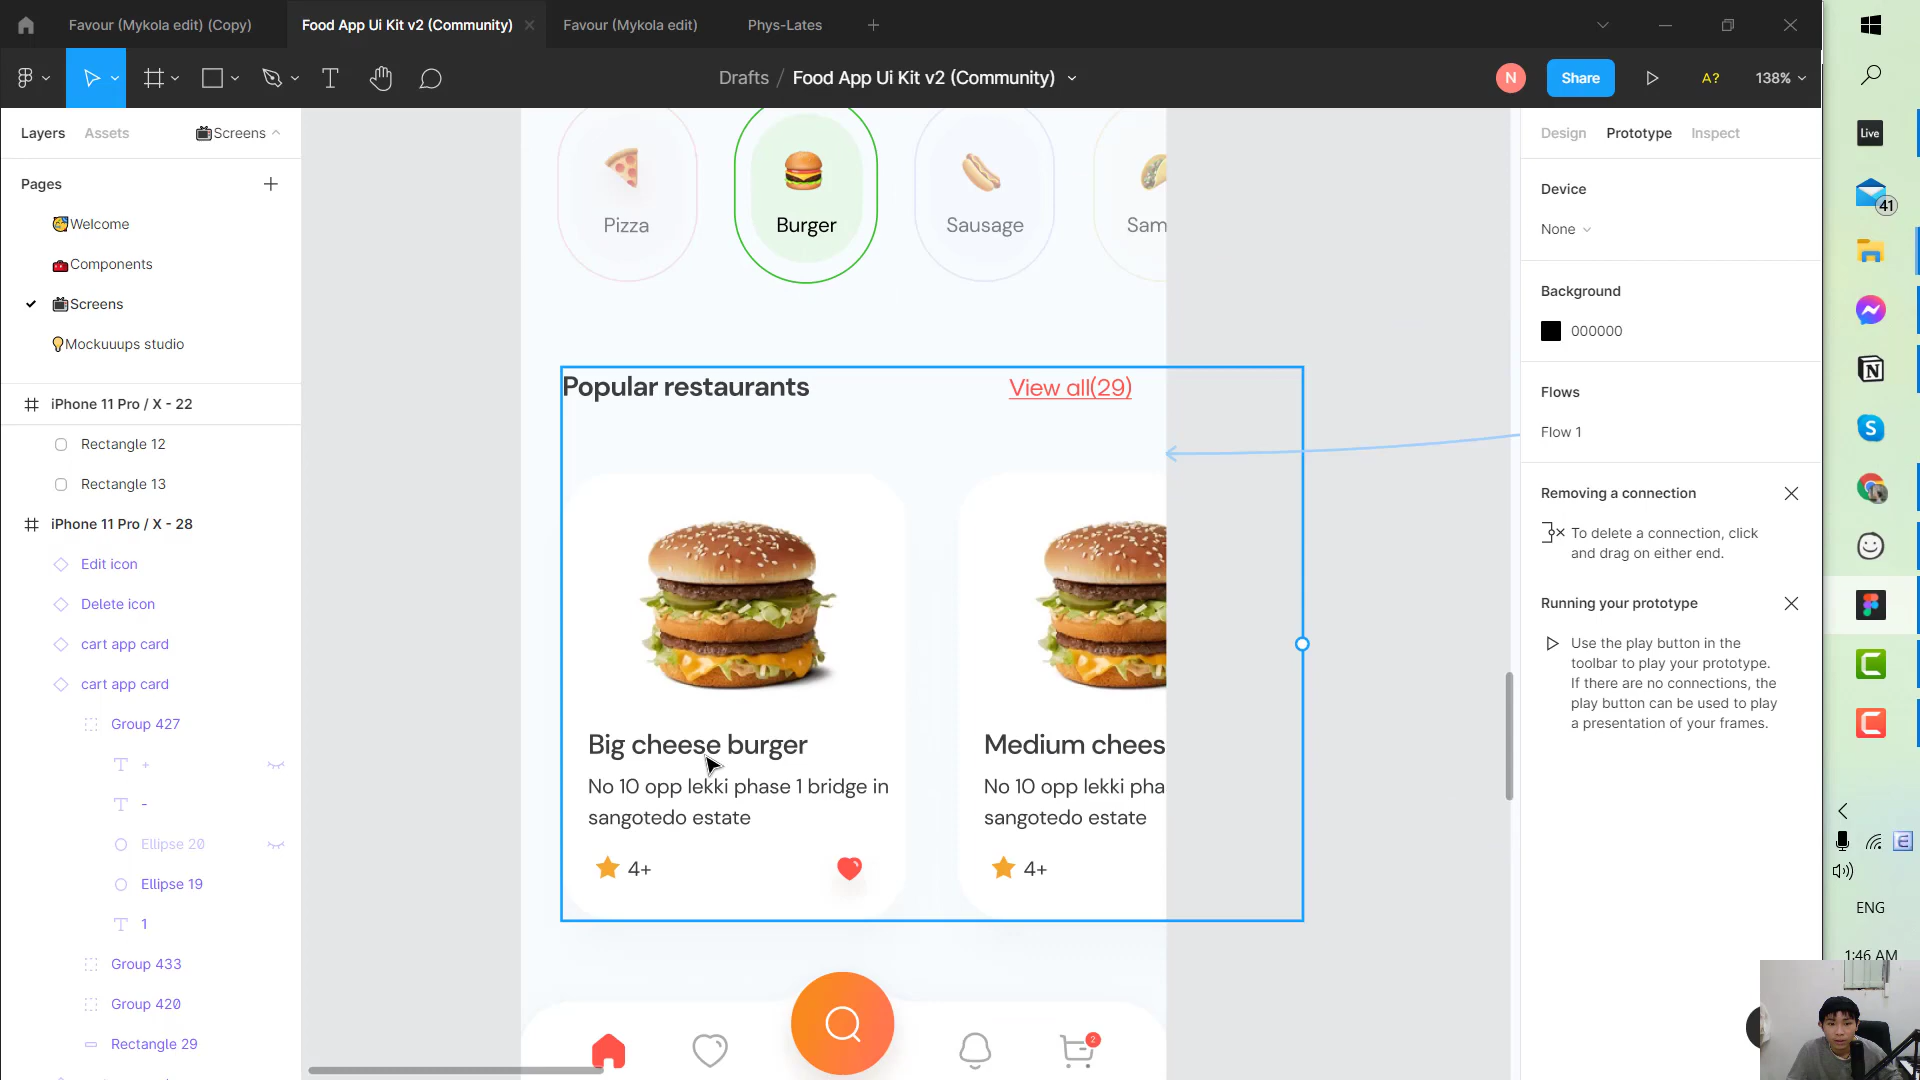 Favour (Mykola edit) (Copy)
Food App Ui Kit v2 (Community)
Favour (Mykola edit)
Phys-Lates
Drafts / Food App Ui Kit v2 (Community)
N
Share
A?
138%
Layers
Assets
Screens
Pages
Welcome
Components
Screens
Mockuuups studio
iPhone 11 Pro / X - 22
Rectangle 12
Rectangle 13
iPhone 11 Pro / X - 28
Edit icon
Delete icon
cart app card
cart app card
Group 427
+
-
Ellipse 20
Ellipse 19
1
Group 433
Group 420
Rectangle 29
Pizza
Burger
Sausage
Sam
Popular restaurants
View all(29)
Big cheese burger
No 10 opp lekki phase 1 bridge in
sangotedo estate
4+
Medium chees
No 10 opp lekki pha
sangotedo estate
4+
2
Design
Prototype
Inspect
Device
None
Background
000000
Flows
Flow 1
Removing a connection
To delete a connection, click
and drag on either end.
Running your prototype
Use the play button in the
toolbar to play your prototype.
If there are no connections, the
play button can be used to play
a presentation of your frames.
Live
41
ENG
1:46 AM